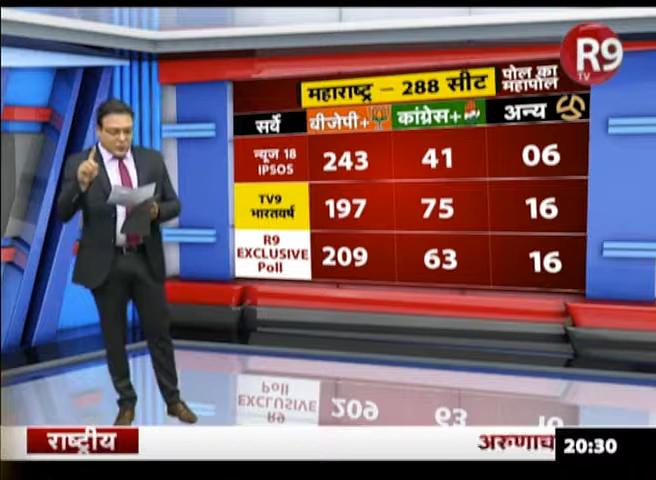 R9
TV
महाराष्ट्र - 288 सीट
पोल का
महापोल
सर्वे
बीजेपी+
कांग्रेस+
अन्य
न्यूज 18
IPSOS
243
41
06
TV9
भारतवर्ष
197
75
16
R9
EXCLUSIVE
Poll
209
63
16
राष्ट्रीय
अरुणाच
20:30